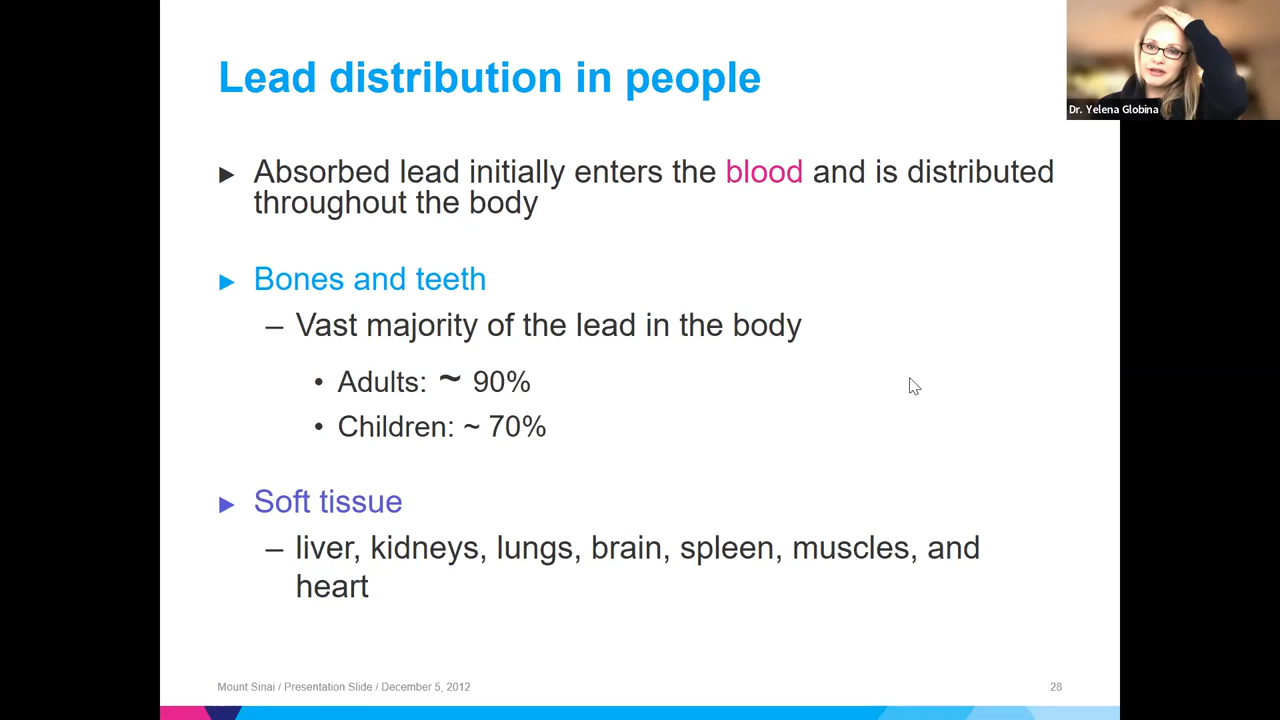 Lead distribution in people
Dr. Yelena Globina
► Absorbed lead initially enters the blood and is distributed
throughout the body
► Bones and teeth
– Vast majority of the lead in the body
• Adults: ~ 90%
• Children: ~ 70%
► Soft tissue
– liver, kidneys, lungs, brain, spleen, muscles, and
heart
Mount Sinai / Presentation Slide / December 5, 2012
28